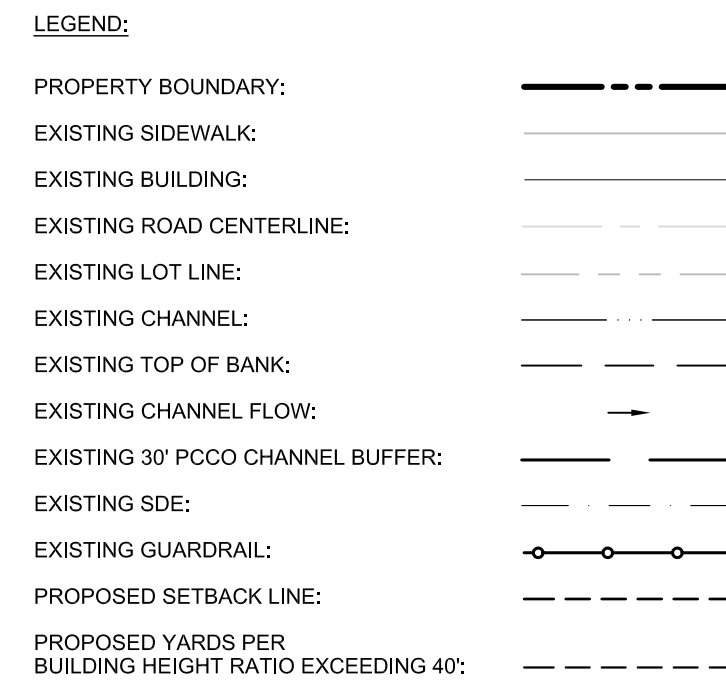 LEGEND:
PROPERTY BOUNDARY:
EXISTING SIDEWALK:
EXISTING BUILDING:
EXISTING ROAD CENTERLINE:
EXISTING LOT LINE:
EXISTING CHANNEL:
EXISTING TOP OF BANK:
EXISTING CHANNEL FLOW:
EXISTING 30' PCCO CHANNEL BUFFER:
EXISTING SDE:
EXISTING GUARDRAIL:
PROPOSED SETBACK LINE:
PROPOSED YARDS PER
BUILDING HEIGHT RATIO EXCEEDING 40':